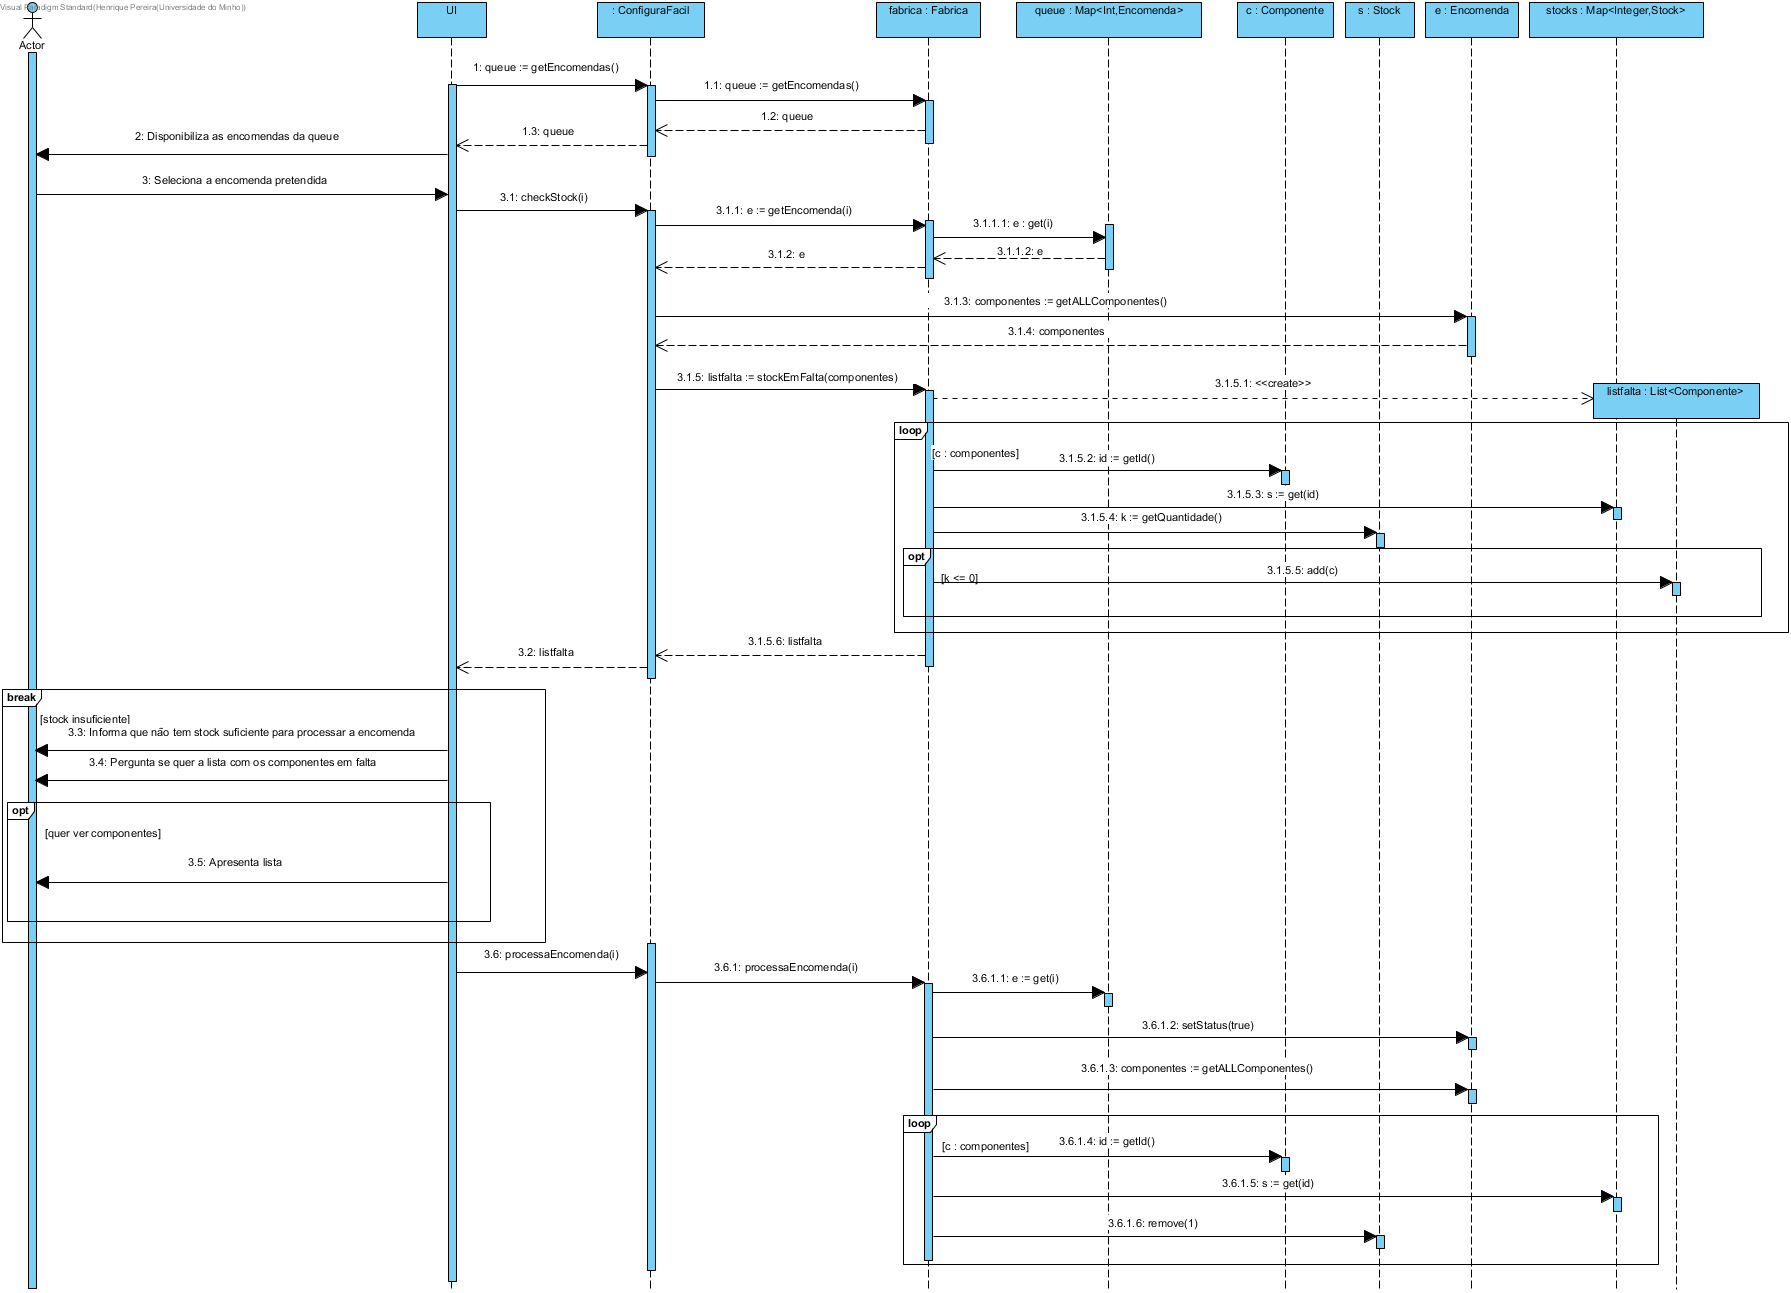 Visual Paradigm Standard(Henrique Pereira(Universidade do Minho))
Actor
UI
: ConfiguraFacil
fabrica : Fabrica
queue : Map<Int,Encomenda>
c : Componente
s : Stock
e : Encomenda
stocks : Map<Integer,Stock>
1: queue := getEncomendas()
1.1: queue := getEncomendas()
1.2: queue
1.3: queue
2: Disponibiliza as encomendas da queue
3: Seleciona a encomenda pretendida
3.1: checkStock(i)
3.1.1: e := getEncomenda(i)
3.1.1.1: e : get(i)
3.1.1.2: e
3.1.2: e
3.1.3: componentes := getALLComponentes()
3.1.4: componentes
3.1.5: listfalta := stockEmFalta(componentes)
3.1.5.1: <<create>>
listfalta : List<Componente>
loop
[c : componentes]
3.1.5.2: id := getId()
3.1.5.3: s := get(id)
3.1.5.4: k := getQuantidade()
opt
[k <= 0]
3.1.5.5: add(c)
3.1.5.6: listfalta
3.2: listfalta
break
[stock insuficiente]
3.3: Informa que não tem stock suficiente para processar a encomenda
3.4: Pergunta se quer a lista com os componentes em falta
opt
[quer ver componentes]
3.5: Apresenta lista
3.6: processaEncomenda(i)
3.6.1: processaEncomenda(i)
3.6.1.1: e := get(i)
3.6.1.2: setStatus(true)
3.6.1.3: componentes := getALLComponentes()
loop
[c : componentes]
3.6.1.4: id := getId()
3.6.1.5: s := get(id)
3.6.1.6: remove(1)